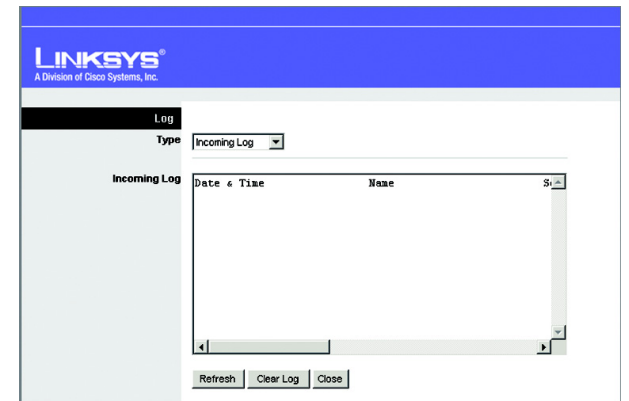 LINKSYS®
A Division of Cisco Systems, Inc.
Log
Type Incoming Log
Incoming Log
Date & Time Name
Refresh Clear Log Close